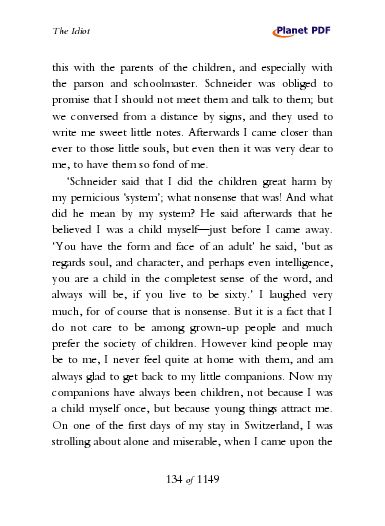 The Idiot
Planet PDF
this with the parents of the children, and especially with
the parson and schoolmaster. Schneider was obliged to
promise that I should not meet them and talk to them; but
we conversed from a distance by signs, and they used to
write me sweet little notes. Afterwards I came closer than
ever to those little souls, but even then it was very dear to
me, to have them so fond of me.
‘Schneider said that I did the children great harm by
my pernicious ‘system’; what nonsense that was! And what
did he mean by my system? He said afterwards that he
believed I was a child myself—just before I came away.
‘You have the form and face of an adult’ he said, ‘but as
regards soul, and character, and perhaps even intelligence,
you are a child in the completest sense of the word, and
always will be, if you live to be sixty.’ I laughed very
much, for of course that is nonsense. But it is a fact that I
do not care to be among grown-up people and much
prefer the society of children. However kind people may
be to me, I never feel quite at home with them, and am
always glad to get back to my little companions. Now my
companions have always been children, not because I was
a child myself once, but because young things attract me.
On one of the first days of my stay in Switzerland, I was
strolling about alone and miserable, when I came upon the
134 of 1149